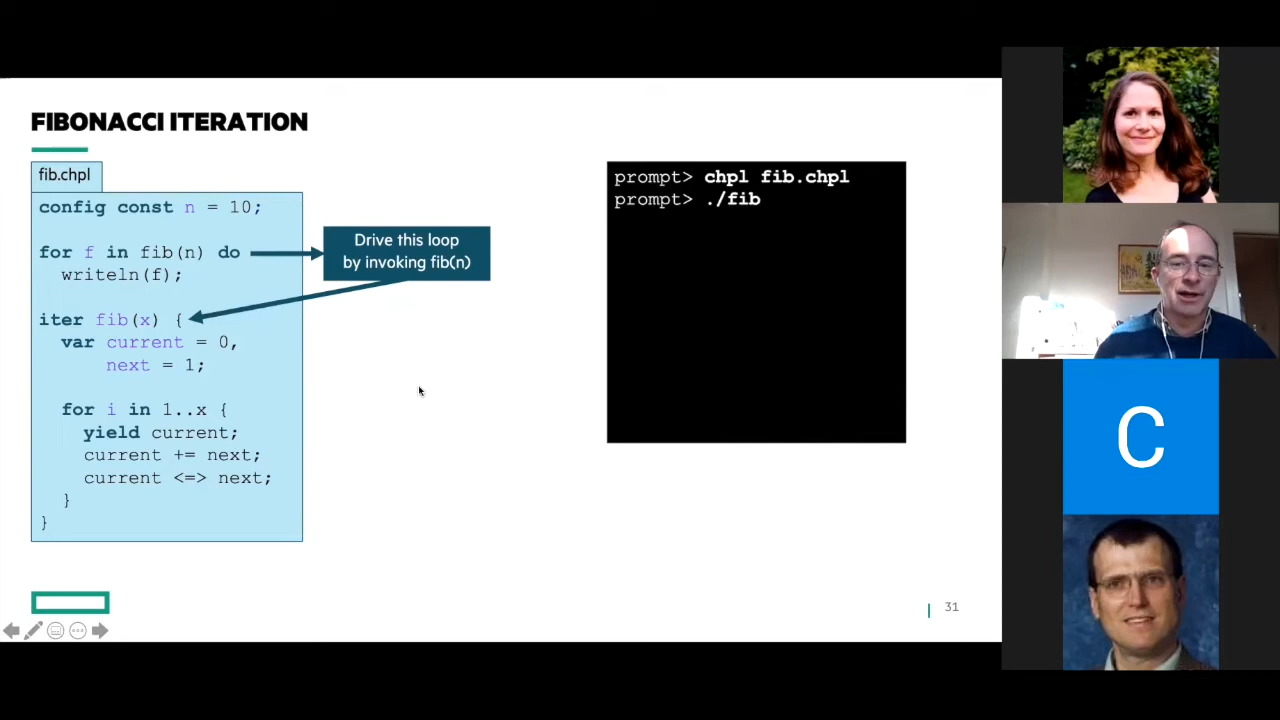 FIBONACCI ITERATION
fib.chpl
config const n = 10;
for f in fib(n) do
writeln(f);
iter fib(x) {
var current = 0,
next = 1;
for i in 1..x {
yield current;
current += next;
current <=> next;
}
}
Drive this loop
by invoking fib(n)
prompt> chpl fib.chpl
prompt> ./fib
31
C